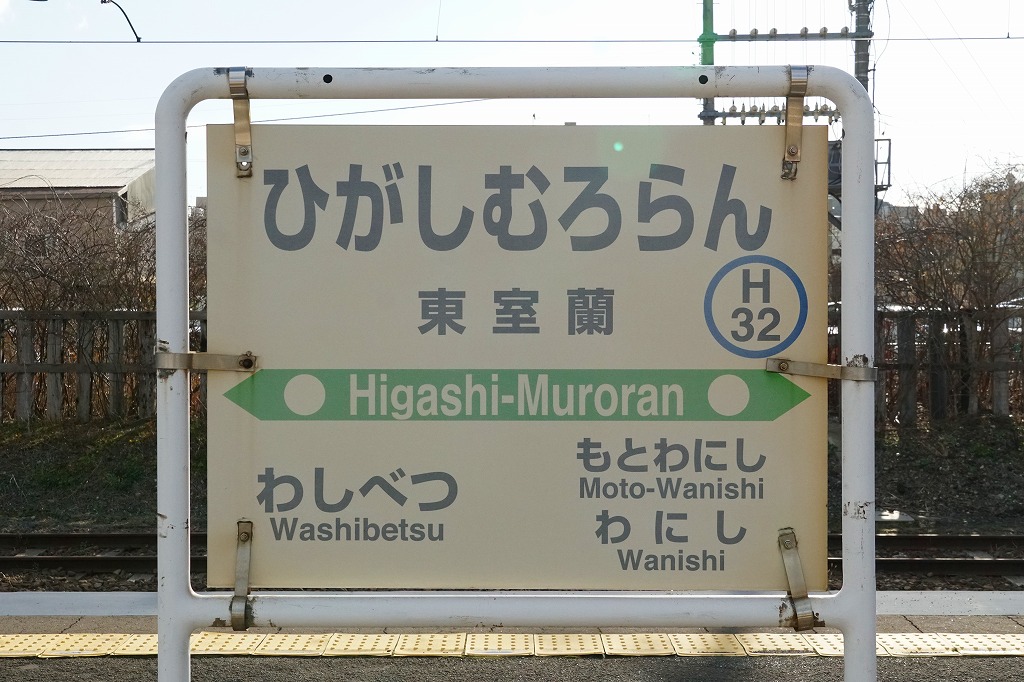 ひがしむろらん
東室蘭
H
32
Higashi-Muroran
わしべつ
Washibetsu
もとわにし
Moto-Wanishi
わにし
Wanishi